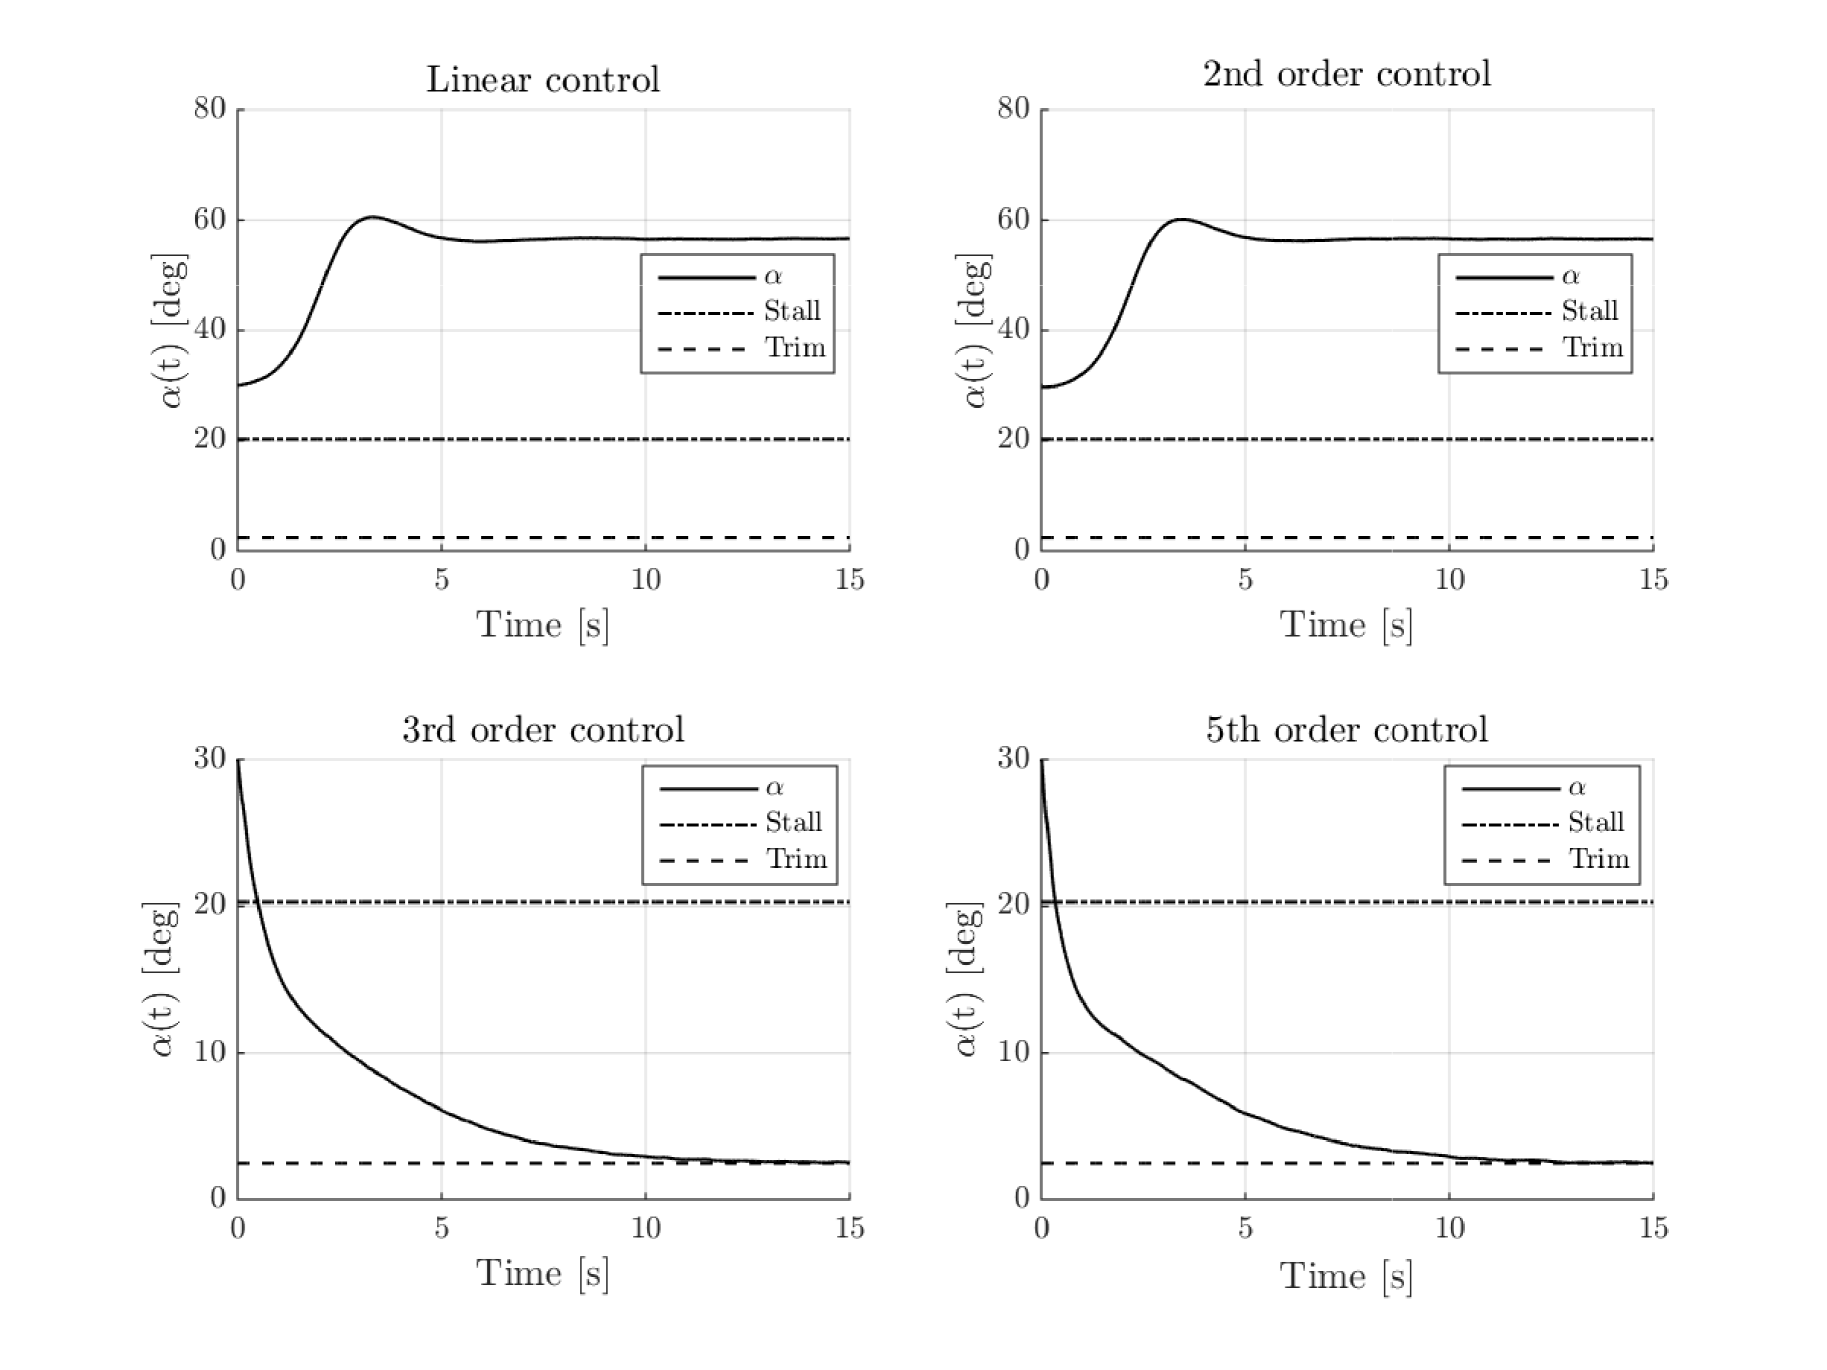 Linear control
80
60
40
20
0
α(t) [deg]
α
Stall
Trim
0 5 10 15
Time [s]
2nd order control
80
60
40
20
0
α(t) [deg]
α
Stall
Trim
0 5 10 15
Time [s]
3rd order control
30
20
10
0
α(t) [deg]
α
Stall
Trim
0 5 10 15
Time [s]
5th order control
30
20
10
0
α(t) [deg]
α
Stall
Trim
0 5 10 15
Time [s]